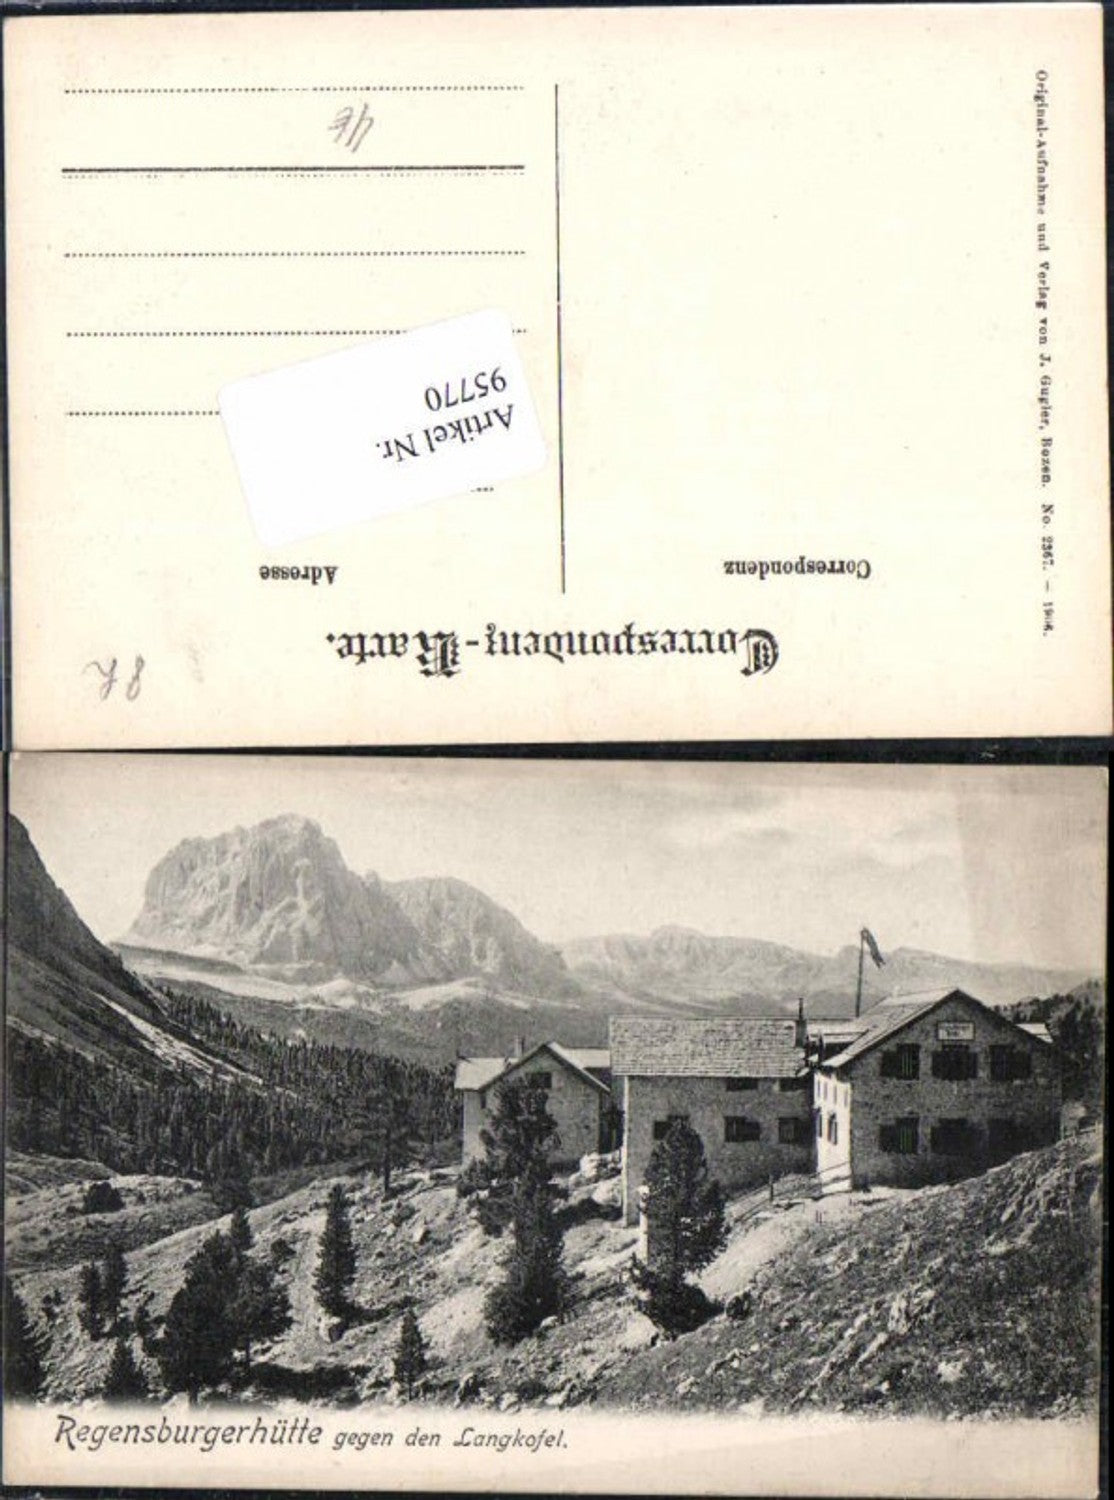 Correspondenz-Karte.
Correspondenz
Adresse
Artikel Nr.
95770
Original-Aufnahme und Verlag von J. Gugler, Bozen. No. 2367. — 1906.
Regensburgerhütte gegen den Langkofel.